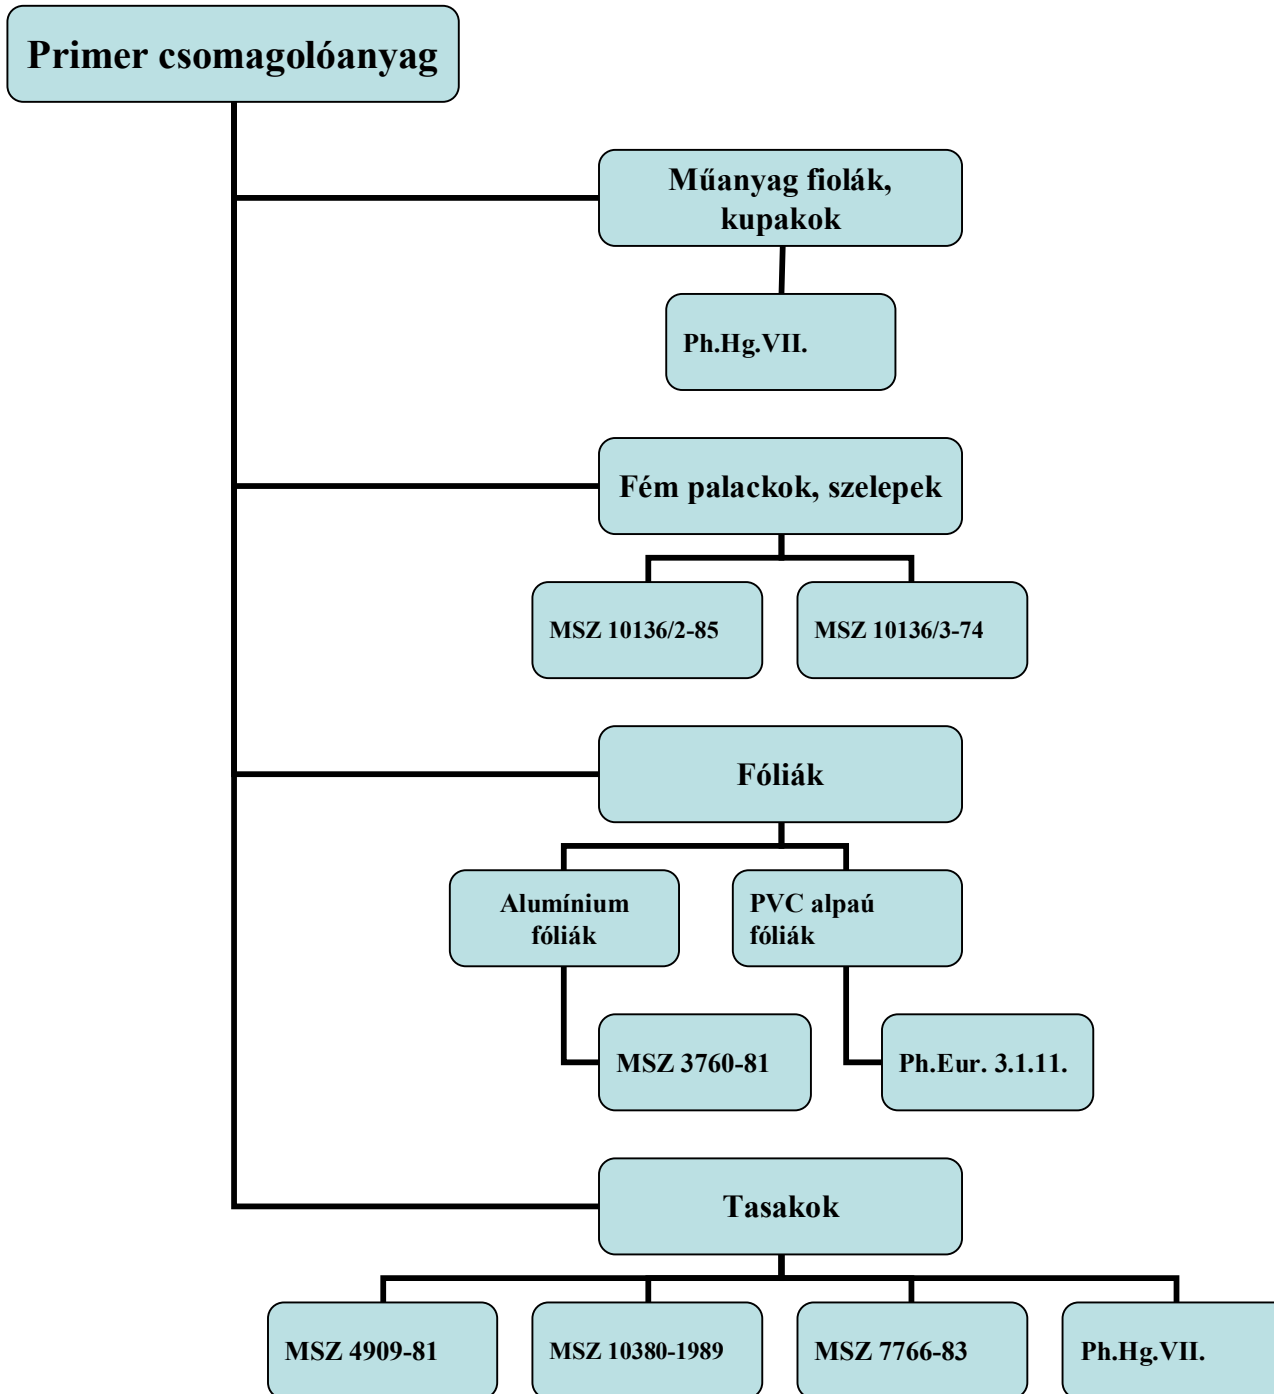 Primer csomagolóanyag
Műanyag fiolák,
kupakok
Ph.Hg.VII.
Fém palackok, szelepek
MSZ 10136/2-85
MSZ 10136/3-74
Fóliák
Alumínium
fóliák
PVC alpaú
fóliák
MSZ 3760-81
Ph.Eur. 3.1.11.
Tasakok
MSZ 4909-81
MSZ 10380-1989
MSZ 7766-83
Ph.Hg.VII.